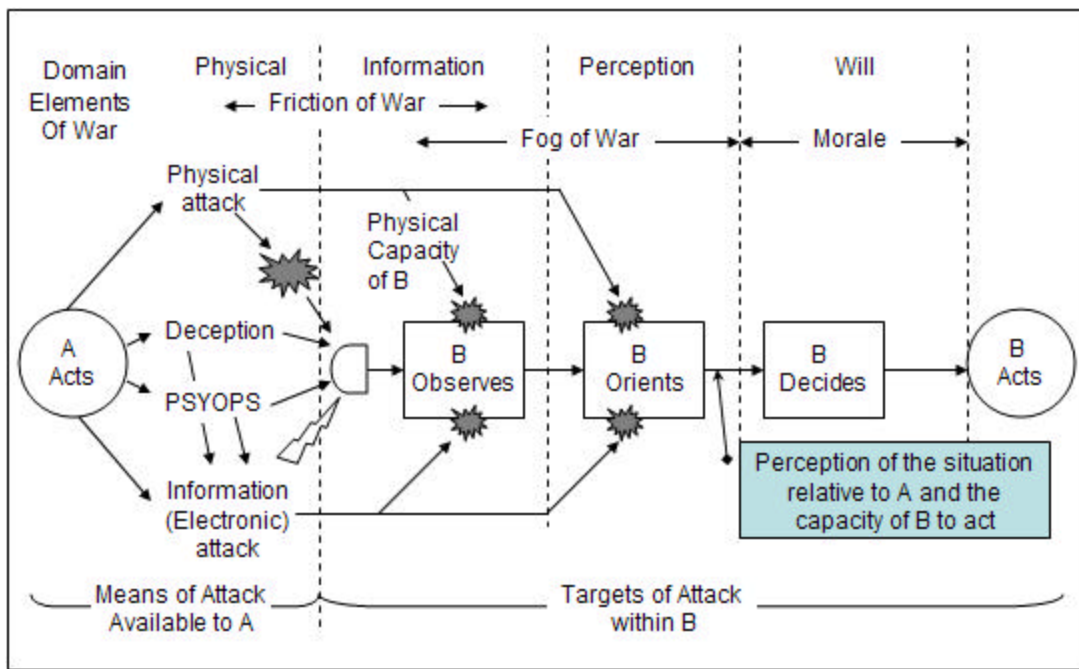 Domain
Elements
Of War
Physical
Information
Perception
Will
Friction of War
Fog of War
Morale
Physical
attack
Physical
Capacity
of B
A
Acts
Deception
PSYOPS
Information
(Electronic)
attack
B
Observes
B
Orients
B
Decides
B
Acts
Perception of the situation
relative to A and the
capacity of B to act
Means of Attack
Available to A
Targets of Attack
within B